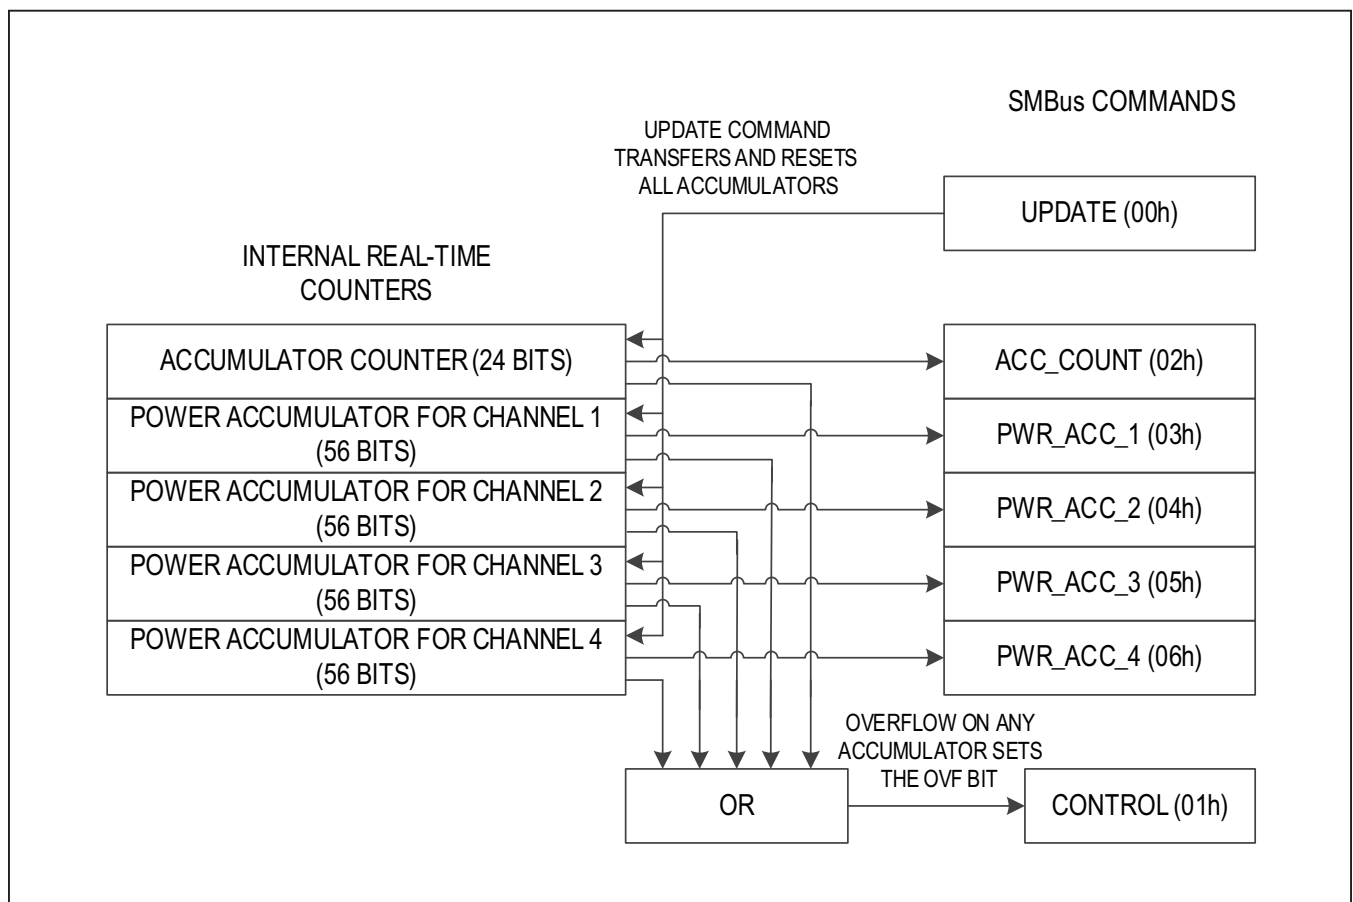 SMBus COMMANDS
UPDATE COMMAND
TRANSFERS AND RESETS
ALL ACCUMULATORS
UPDATE (00h)
INTERNAL REAL-TIME
COUNTERS
ACCUMULATOR COUNTER (24 BITS)
ACC_COUNT (02h)
POWER ACCUMULATOR FOR CHANNEL 1
(56 BITS)
PWR_ACC_1 (03h)
POWER ACCUMULATOR FOR CHANNEL 2
(56 BITS)
PWR_ACC_2 (04h)
POWER ACCUMULATOR FOR CHANNEL 3
(56 BITS)
PWR_ACC_3 (05h)
POWER ACCUMULATOR FOR CHANNEL 4
(56 BITS)
PWR_ACC_4 (06h)
OVERFLOW ON ANY
ACCUMULATOR SETS
THE OVF BIT
OR
CONTROL (01h)